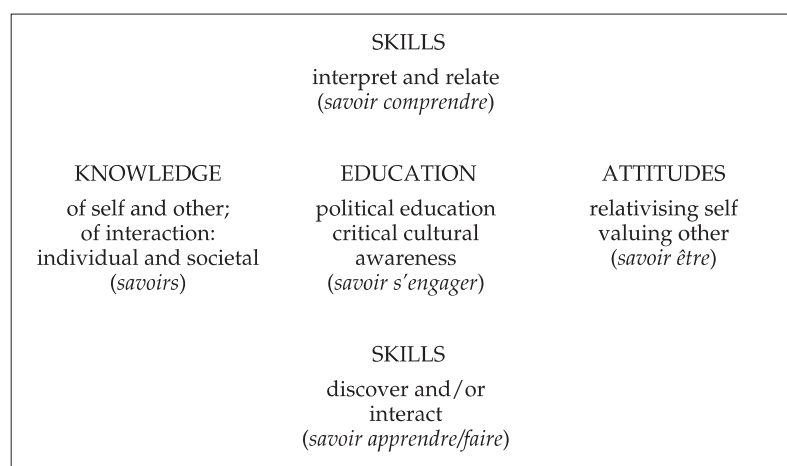 SKILLS
interpret and relate
(savoir comprendre)
KNOWLEDGE
of self and other;
of interaction:
individual and societal
(savoirs)
EDUCATION
political education
critical cultural
awareness
(savoir s'engager)
ATTITUDES
relativising self
valuing other
(savoir être)
SKILLS
discover and/or
interact
(savoir apprendre/faire)